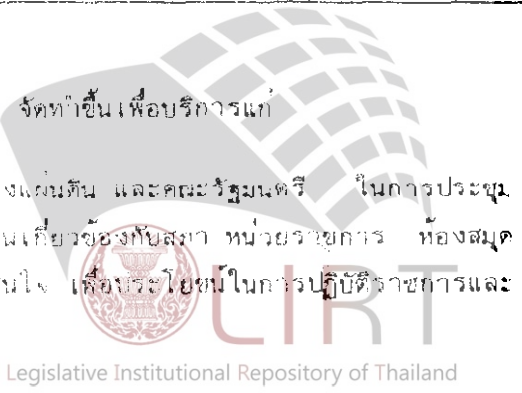 จัดทำขึ้นเพื่อบริการแก่
งแผ่นดิน และคณะรัฐมนตรี ในการประชุม
นเกี่ยวข้องกับสภา หน่วยราชการ ห้องสมุด
นใจ เพื่อประโยชน์ในการปฏิบัติราชการและ
LIRT
Legislative Institutional Repository of Thailand